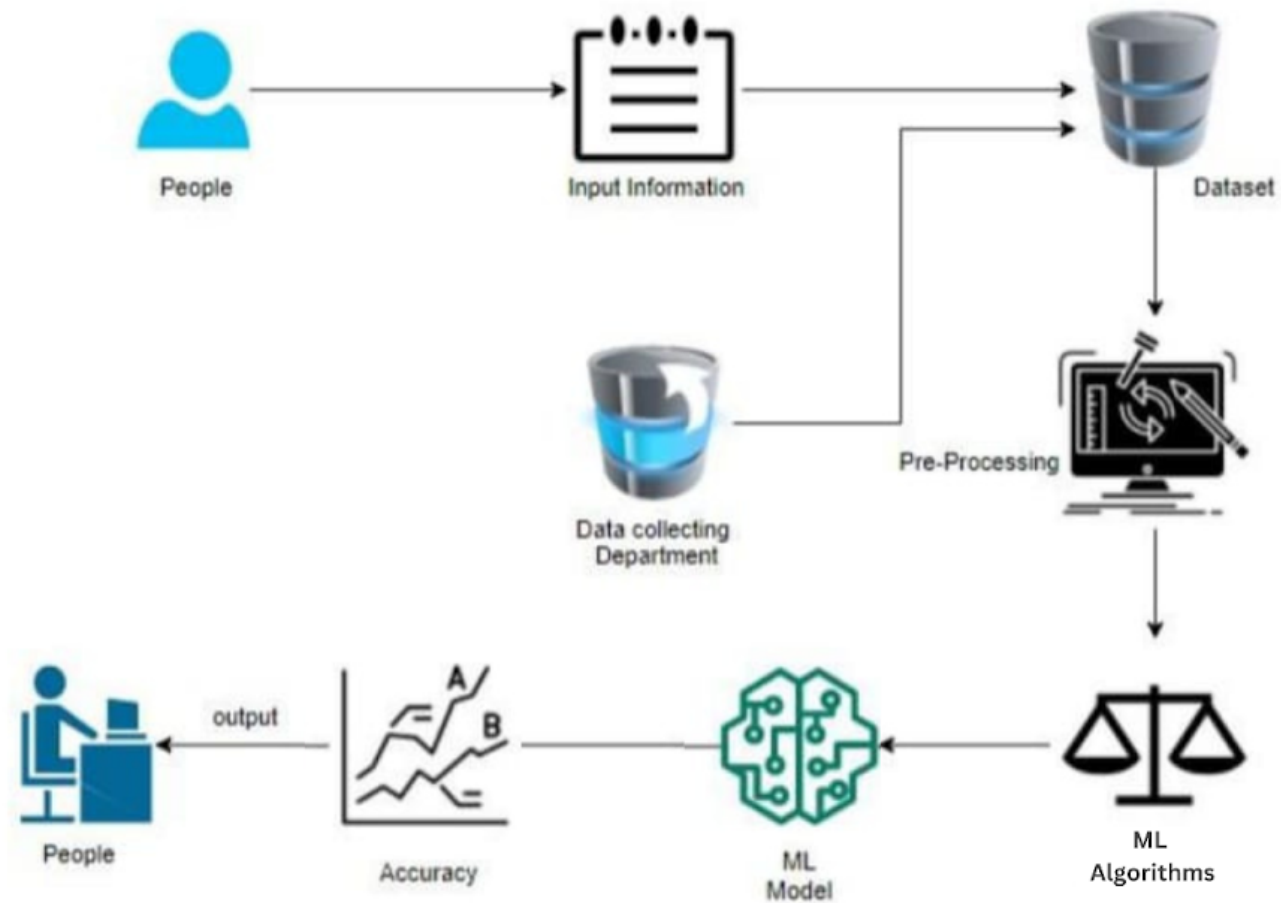 People
Input Information
Dataset
Pre-Processing
Data collecting
Department
A
B
output
People
Accuracy
ML
Model
ML
Algorithms